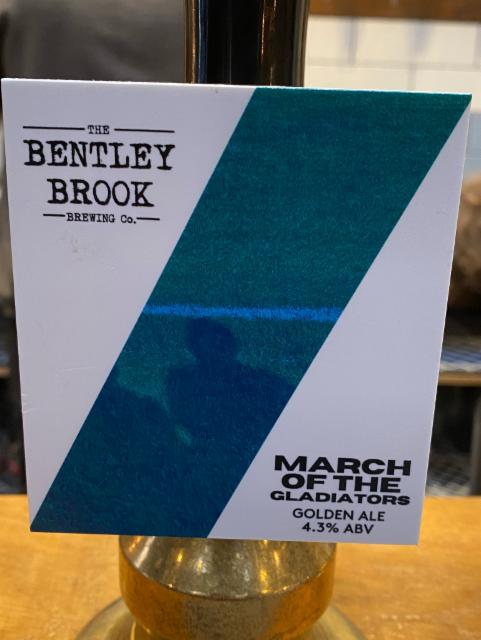 THE
BENTLEY
BROOK
BREWING Co.
MARCH
OF THE
GLADIATORS
GOLDEN ALE
4.3% ABV